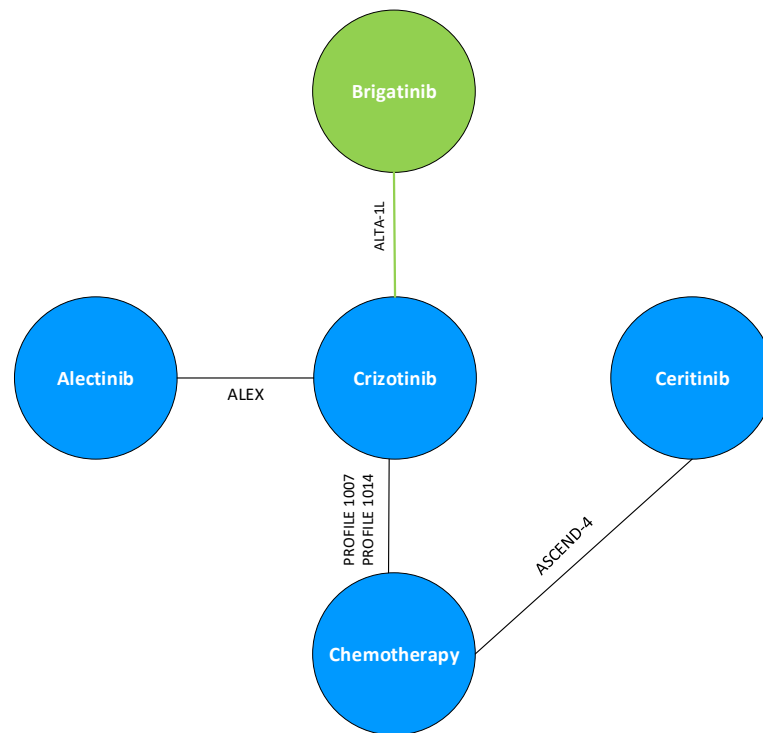 Brigatinib
ALTA-1L
Alectinib
ALEX
Crizotinib
Ceritinib
PROFILE 1007
PROFILE 1014
ASCEND-4
Chemotherapy